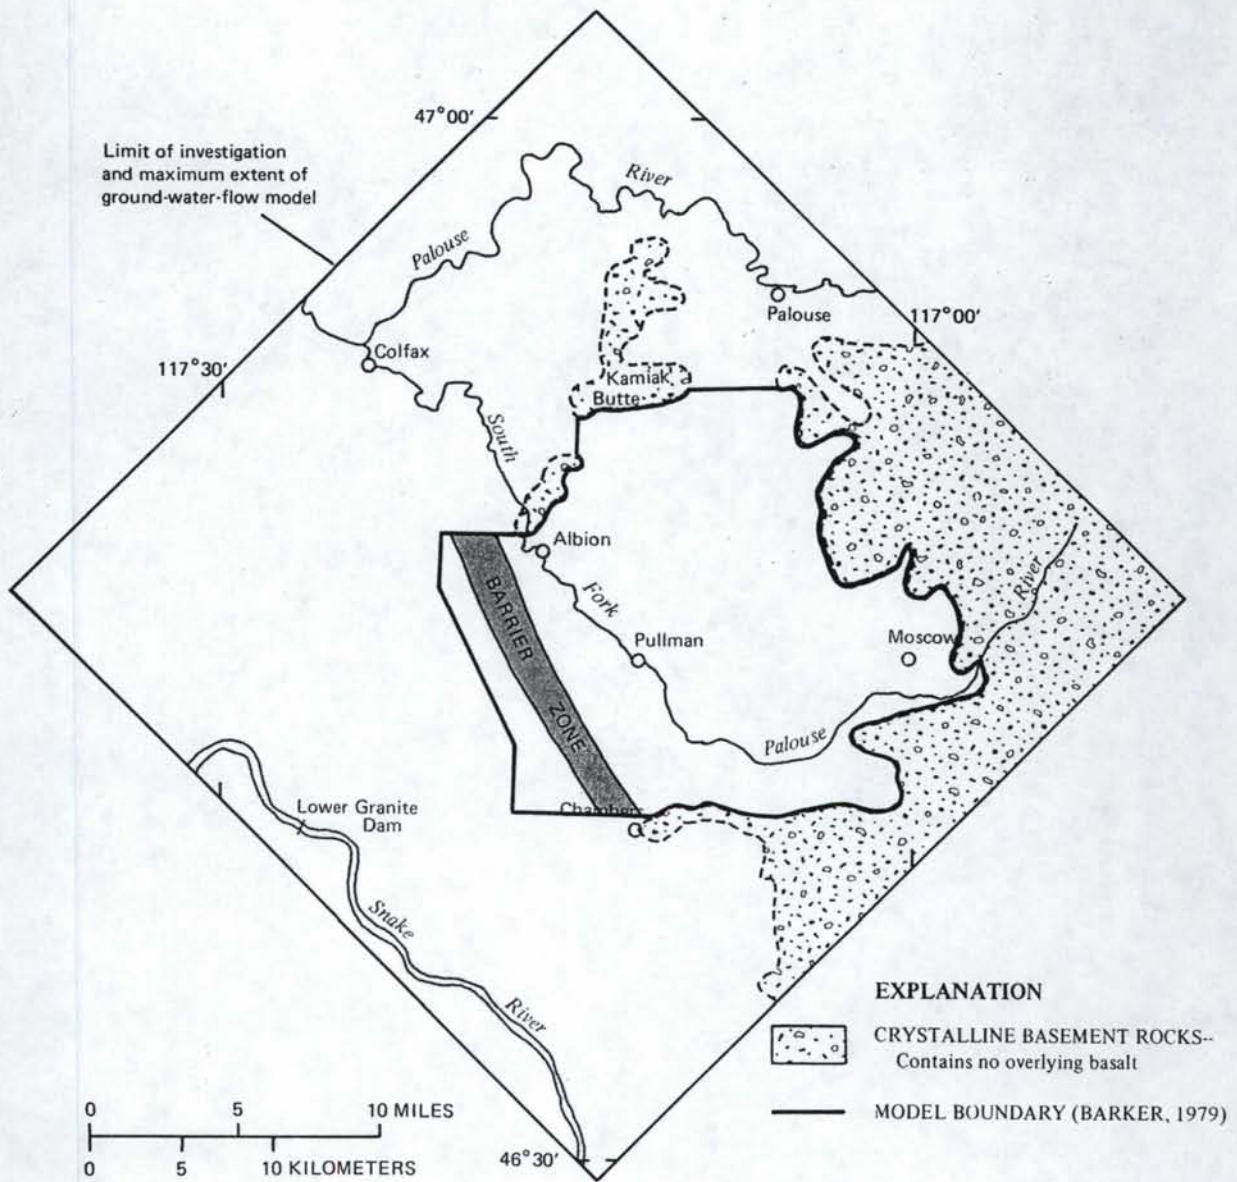 47°00'
Limit of investigation
and maximum extent of
ground-water-flow model
River
Palouse
Palouse
117°00'
Colfax
117°30'
Kamiak
Butte
South
Albion
BARRIER ZONE
Fork
River
Pullman
Moscow
Palouse
Lower Granite
Dam
Chambers
Snake
River
EXPLANATION
CRYSTALLINE BASEMENT ROCKS--
Contains no overlying basalt
MODEL BOUNDARY (BARKER, 1979)
0 5 10 MILES
0 5 10 KILOMETERS
46°30'